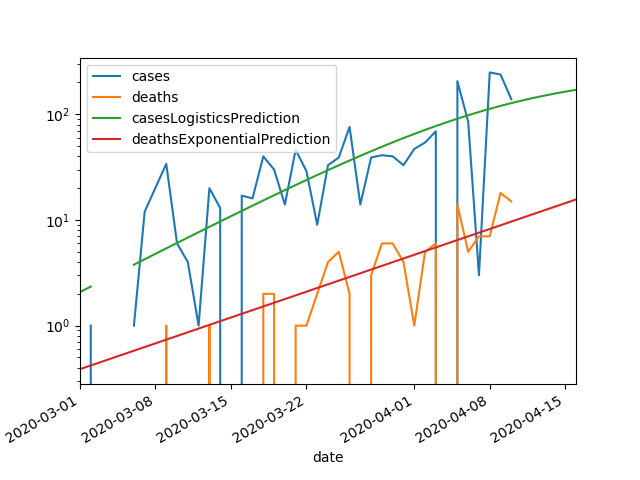 cases
deaths
casesLogisticsPrediction
deathsExponentialPrediction
10²
10¹
10⁰
2020-03-01
2020-03-08
2020-03-15
2020-03-22
2020-04-01
2020-04-08
2020-04-15
date